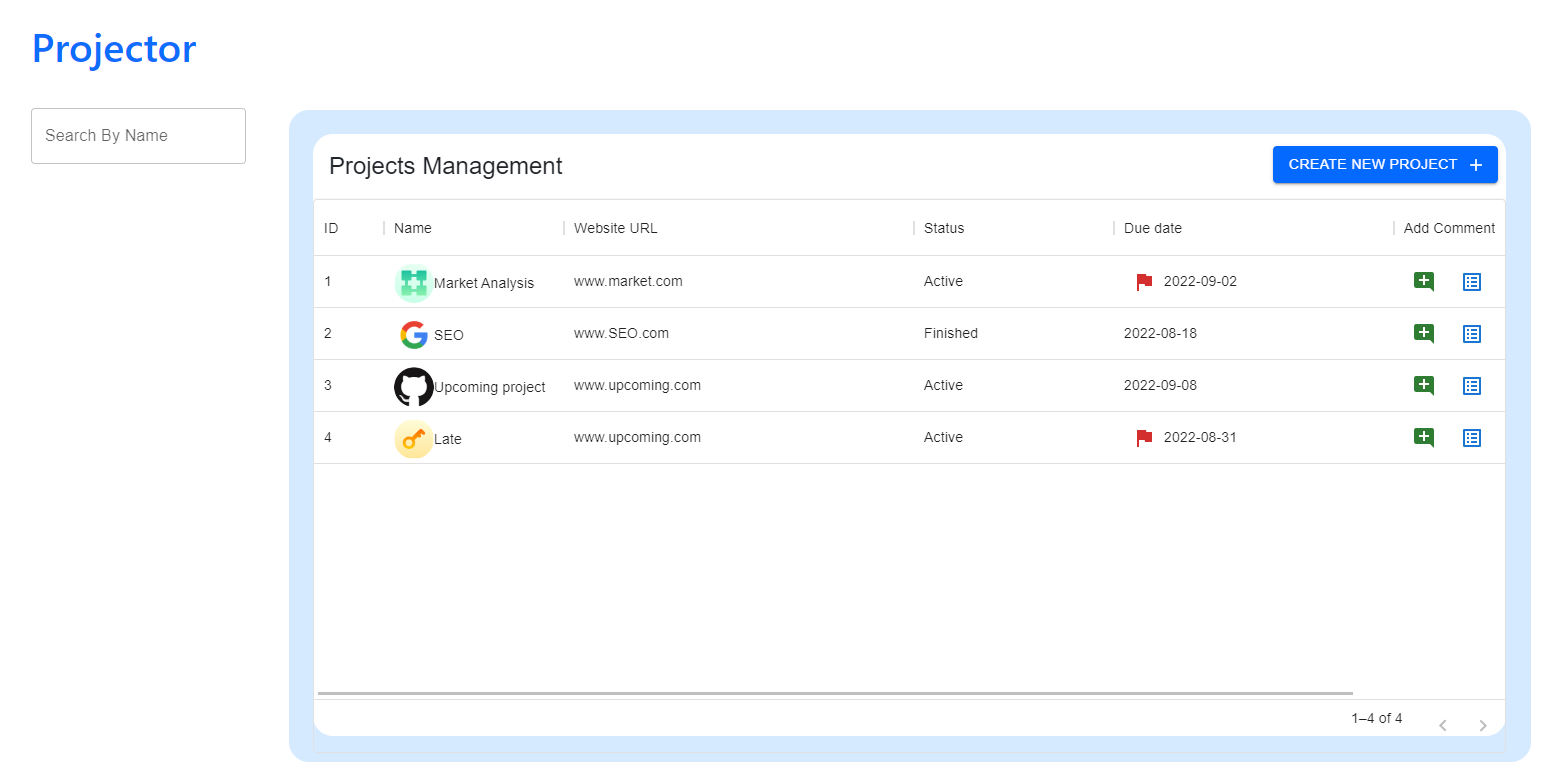 Projector
Search By Name
Projects Management
CREATE NEW PROJECT +
ID Name Website URL Status Due date Add Comment
1 Market Analysis www.market.com Active 2022-09-02
2 SEO www.SEO.com Finished 2022-08-18
3 Upcoming project www.upcoming.com Active 2022-09-08
4 Late www.upcoming.com Active 2022-08-31
1–4 of 4